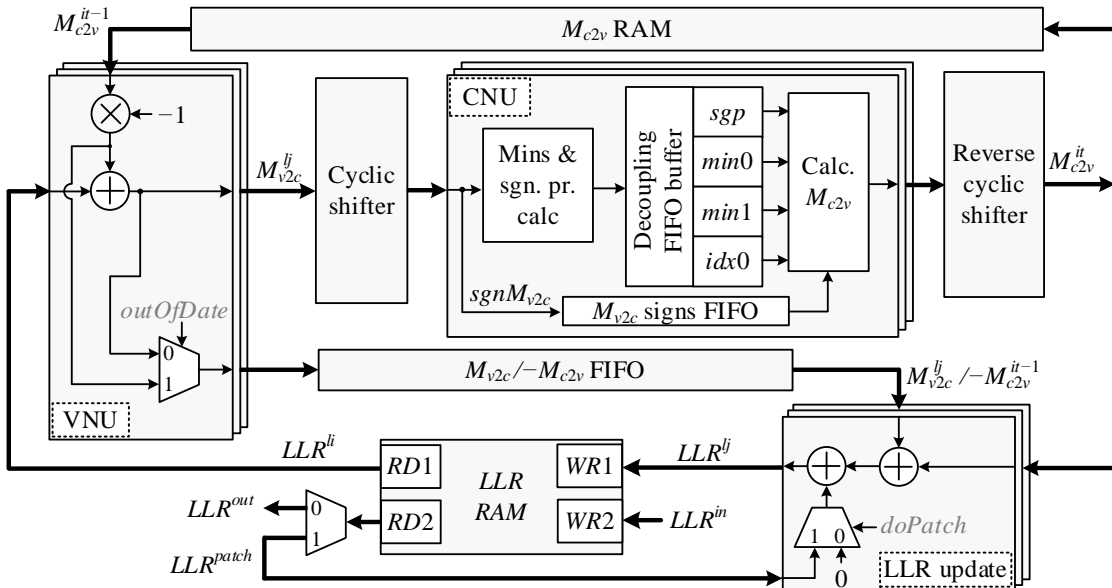 M_{c2v}^{it−1}
M_{c2v} RAM
VNU
−1
outOfDate
0
1
M_{v2c}^{lj}
Cyclic
shifter
CNU
Mins &
sgn. pr.
calc
Decoupling
FIFO buffer
sgp
min0
min1
idx0
Calc.
M_{c2v}
sgnM_{v2c}
M_{v2c} signs FIFO
Reverse
cyclic
shifter
M_{c2v}^{it}
M_{v2c}/−M_{c2v} FIFO
M_{v2c}^{lj}/−M_{c2v}^{it−1}
LLR^{li}
RD1
RD2
LLR
RAM
WR1
WR2
LLR^{lj}
LLR^{in}
LLR^{out}
0
1
LLR^{patch}
1 0
doPatch
0
LLR update